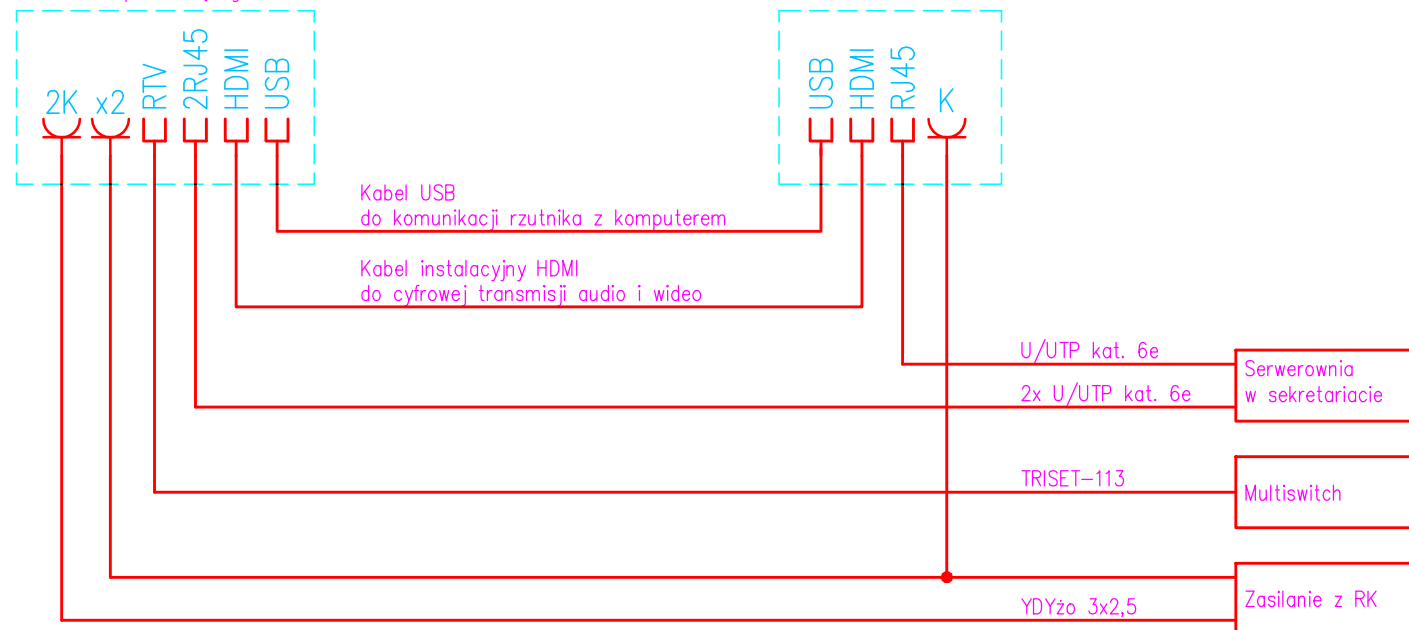 2K x2 RTV 2RJ45 HDMI USB
USB HDMI RJ45 K
Kabel USB
do komunikacji rzutnika z komputerem
Kabel instalacyjny HDMI
do cyfrowej transmisji audio i wideo
U/UTP kat. 6e
Serwerownia
w sekretariacie
2x U/UTP kat. 6e
TRISET-113
Multiswitch
Zasilanie z RK
YDYżo 3x2,5